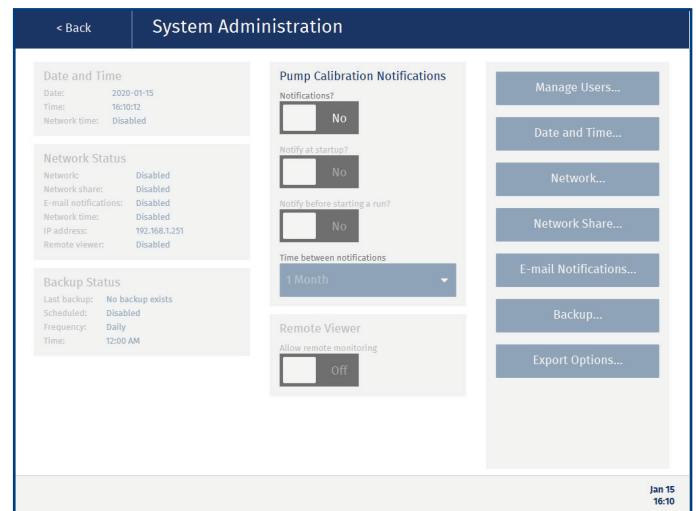 < Back
System Administration
Date and Time
Date: 2020-01-15
Time: 16:10:12
Network time: Disabled
Network Status
Network: Disabled
Network share: Disabled
E-mail notifications: Disabled
Network time: Disabled
IP address: 192.168.1.251
Remote viewer: Disabled
Backup Status
Last backup: No backup exists
Scheduled: Disabled
Frequency: Daily
Time: 12:00 AM
Pump Calibration Notifications
Notifications?
No
Notify at startup?
No
Notify before starting a run?
No
Time between notifications
1 Month
Remote Viewer
Allow remote monitoring
Off
Manage Users...
Date and Time...
Network...
Network Share...
E-mail Notifications...
Backup...
Export Options...
Jan 15
16:10